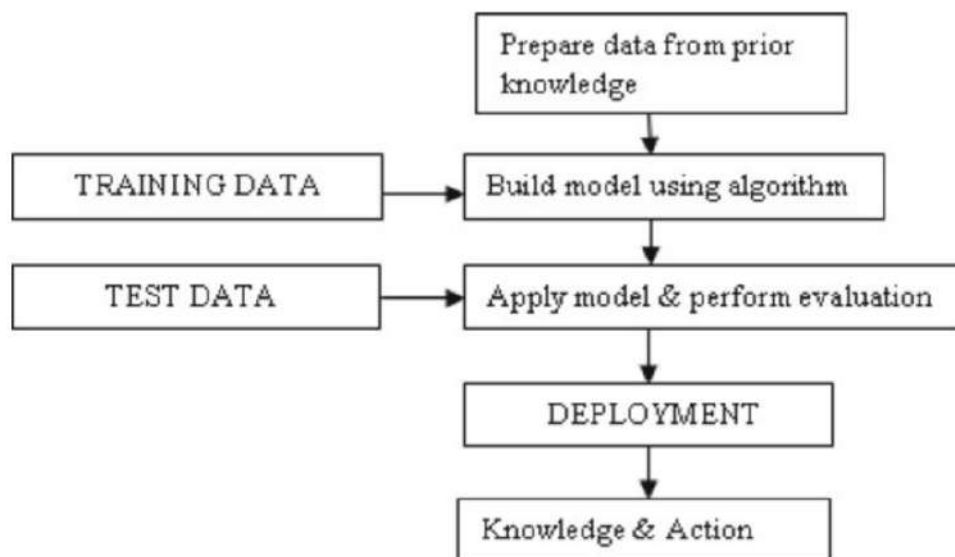 Prepare data from prior
knowledge
TRAINING DATA
Build model using algorithm
TEST DATA
Apply model & perform evaluation
DEPLOYMENT
Knowledge & Action